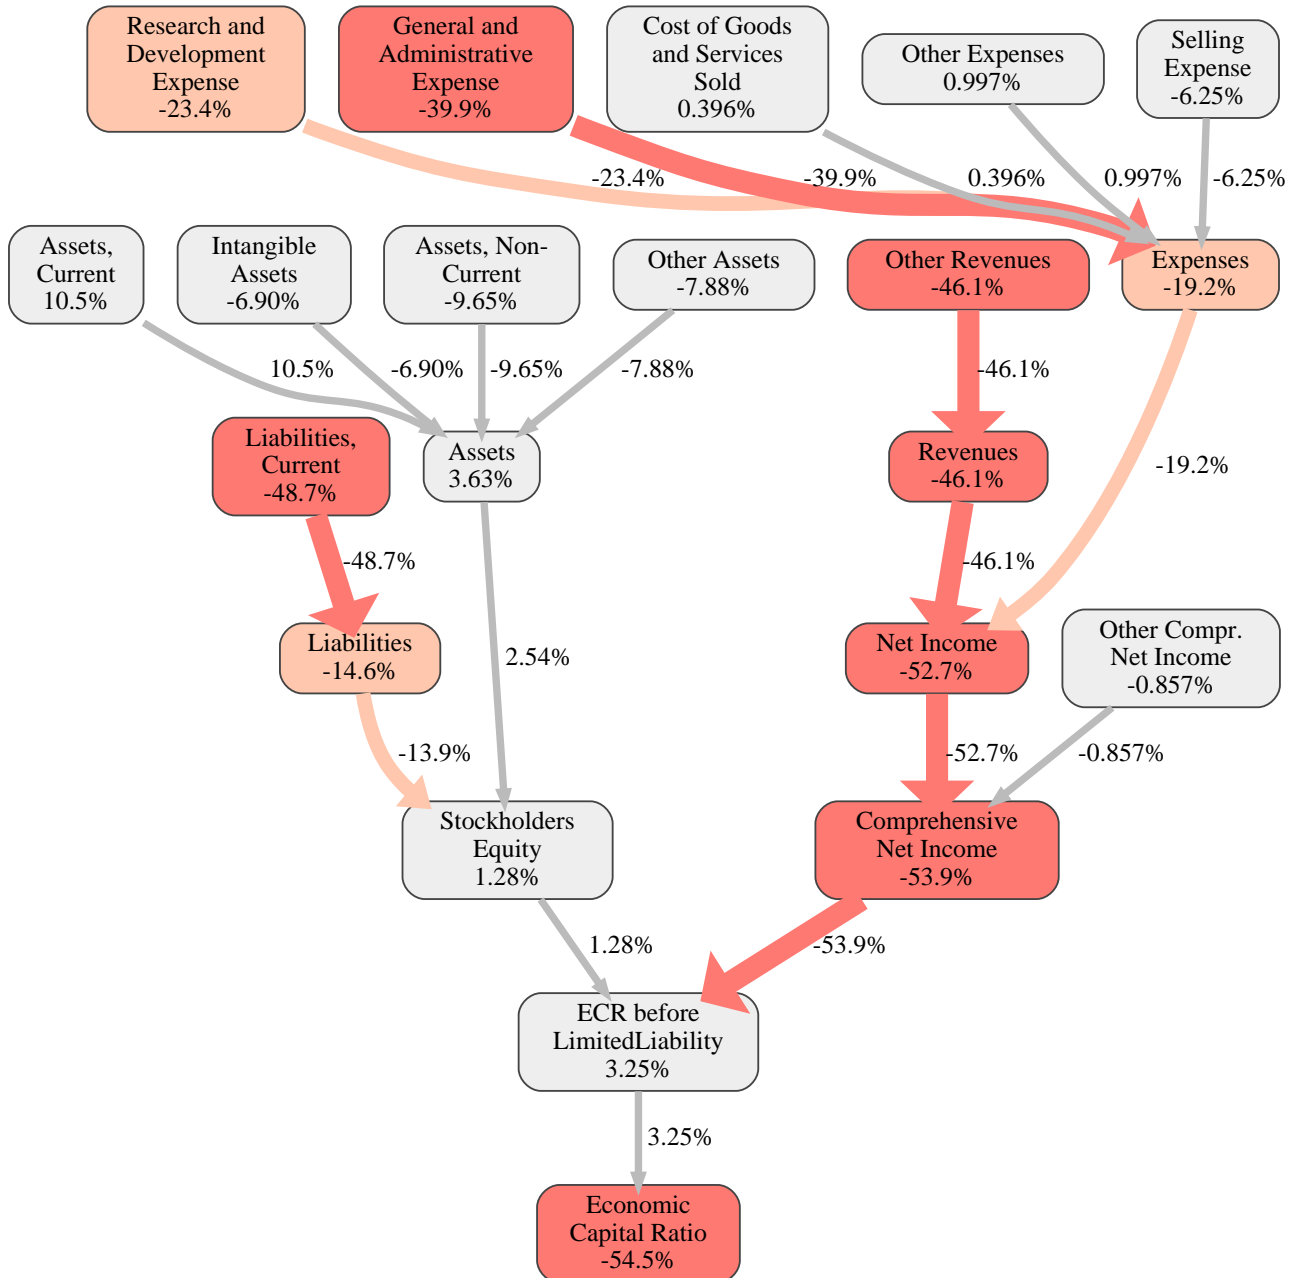 Research and
Development
Expense
-23.4%
General and
Administrative
Expense
-39.9%
Cost of Goods
and Services
Sold
0.396%
Other Expenses
0.997%
Selling
Expense
-6.25%
-23.4%
-39.9%
0.396%
0.997%
-6.25%
Assets,
Current
10.5%
Intangible
Assets
-6.90%
Assets, Non-
Current
-9.65%
Other Assets
-7.88%
Other Revenues
-46.1%
Expenses
-19.2%
10.5%
-6.90%
-9.65%
-7.88%
-46.1%
Liabilities,
Current
-48.7%
Assets
3.63%
Revenues
-46.1%
-19.2%
-48.7%
-46.1%
Liabilities
-14.6%
2.54%
Net Income
-52.7%
Other Compr.
Net Income
-0.857%
-13.9%
-52.7%
-0.857%
Stockholders
Equity
1.28%
Comprehensive
Net Income
-53.9%
1.28%
-53.9%
ECR before
LimitedLiability
3.25%
3.25%
Economic
Capital Ratio
-54.5%